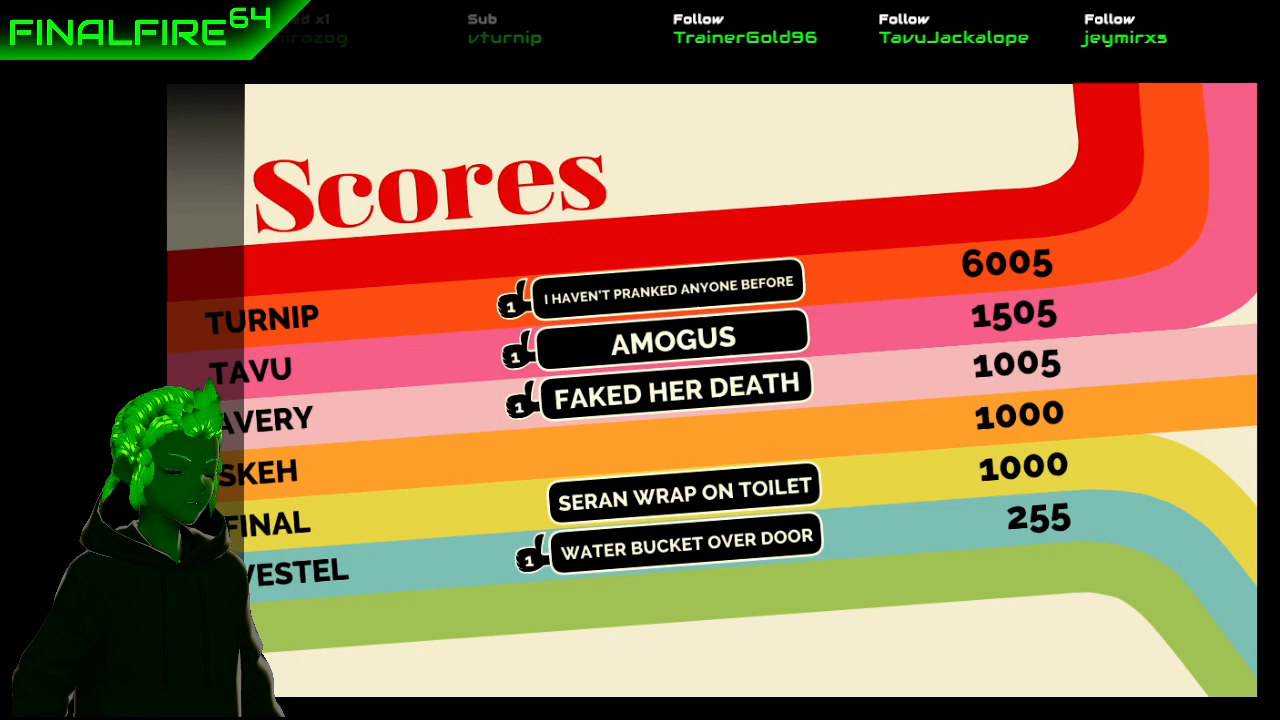 FINALFIRE64
x1
Sub
vturnip
Follow
TrainerGold96
Follow
TavuJackalope
Follow
jeymirxs
Scores
TURNIP 1 I HAVEN'T PRANKED ANYONE BEFORE 6005
TAVU 1 AMOGUS 1505
AVERY 1 FAKED HER DEATH 1005
SKEH 1000
FINAL SERAN WRAP ON TOILET 1000
VESTEL 1 WATER BUCKET OVER DOOR 255